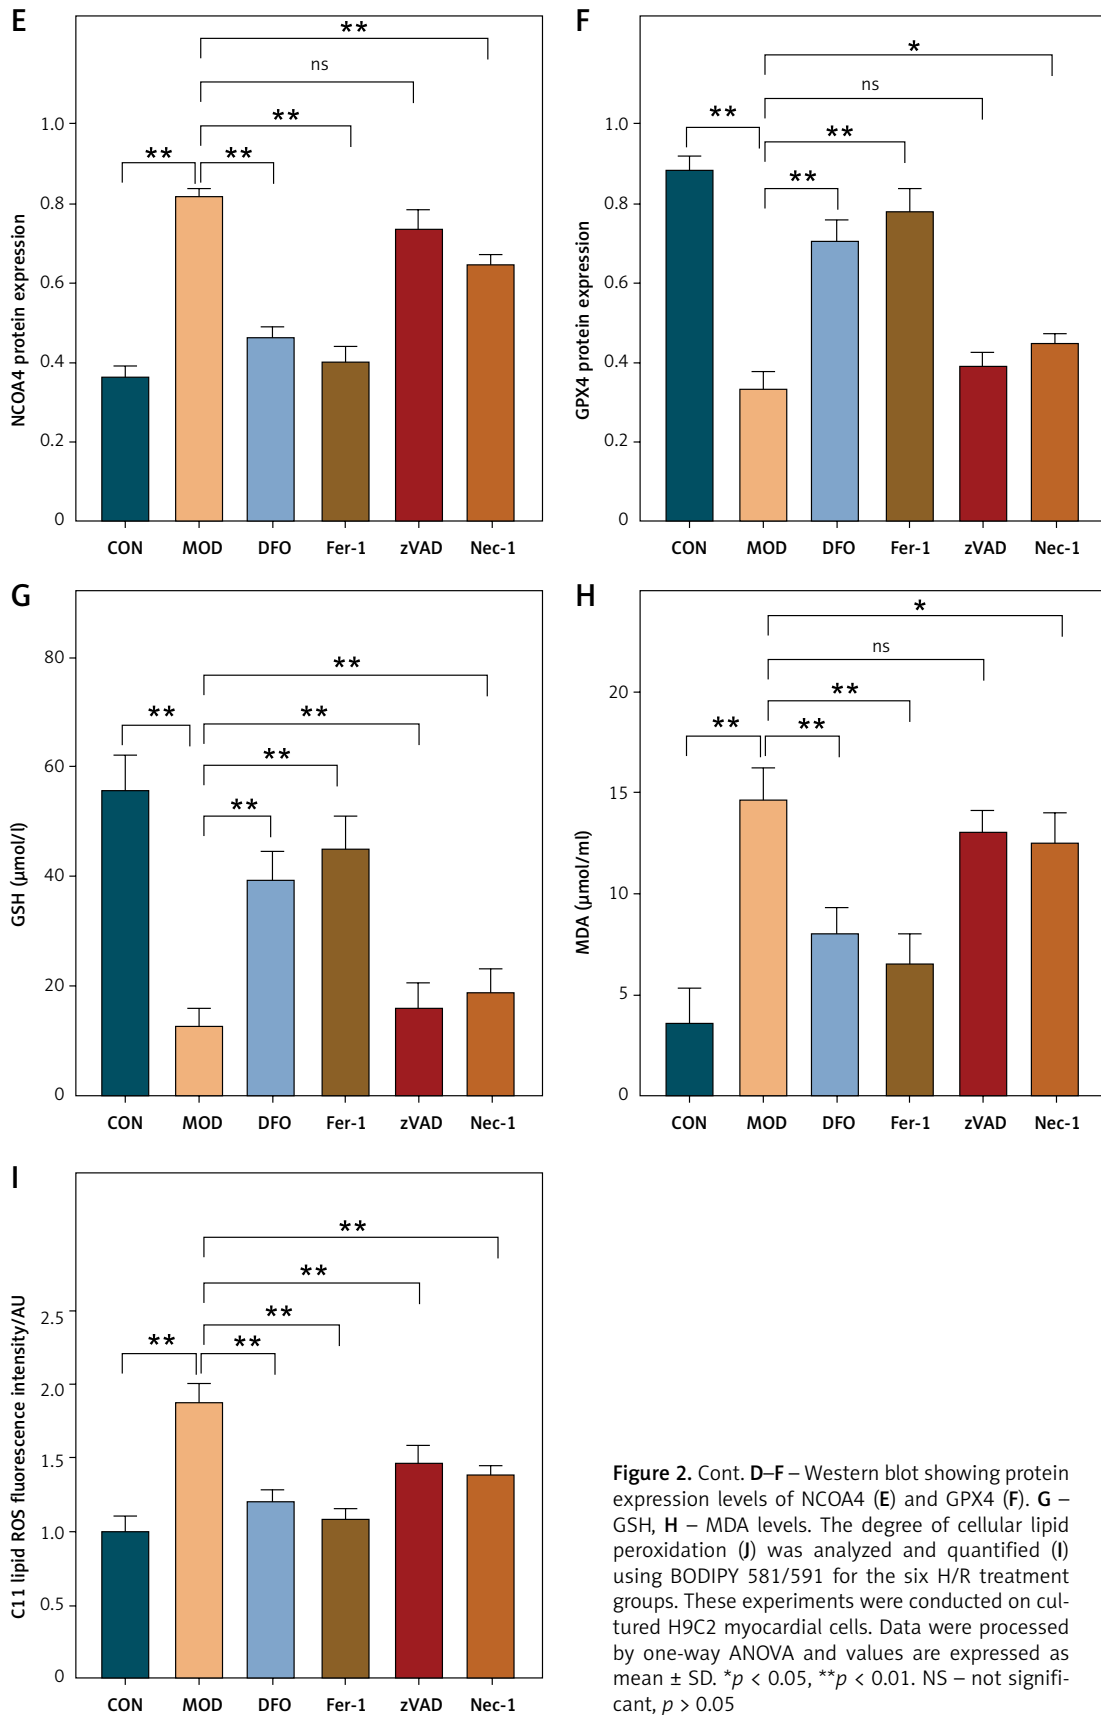 E
**
ns
**
** **
1.0
0.8
0.6
0.4
0.2
0
NCOA4 protein expression
CON MOD DFO Fer-1 zVAD Nec-1
F
*
ns
**
**
**
1.0
0.8
0.6
0.4
0.2
0
GPX4 protein expression
CON MOD DFO Fer-1 zVAD Nec-1
G
**
**
**
**
**
80
60
40
20
0
GSH (µmol/l)
CON MOD DFO Fer-1 zVAD Nec-1
H
*
ns
**
** **
20
15
10
5
0
MDA (µmol/ml)
CON MOD DFO Fer-1 zVAD Nec-1
I
**
**
**
** **
2.5
2.0
1.5
1.0
0.5
0
C11 lipid ROS fluorescence intensity/AU
CON MOD DFO Fer-1 zVAD Nec-1
Figure 2. Cont. D–F – Western blot showing protein
expression levels of NCOA4 (E) and GPX4 (F). G –
GSH, H – MDA levels. The degree of cellular lipid
peroxidation (J) was analyzed and quantified (I)
using BODIPY 581/591 for the six H/R treatment
groups. These experiments were conducted on cul-
tured H9C2 myocardial cells. Data were processed
by one-way ANOVA and values are expressed as
mean ± SD. *p < 0.05, **p < 0.01. NS – not signifi-
cant, p > 0.05